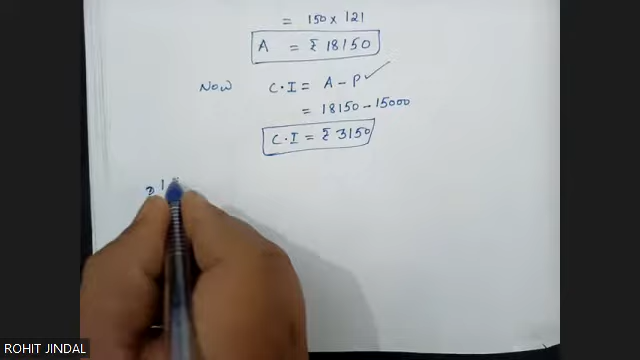 = 150 x 121
A = ₹ 18150
Now C.I = A - P ✓
= 18150 - 15000
C.I = ₹ 3150
ROHIT JINDAL